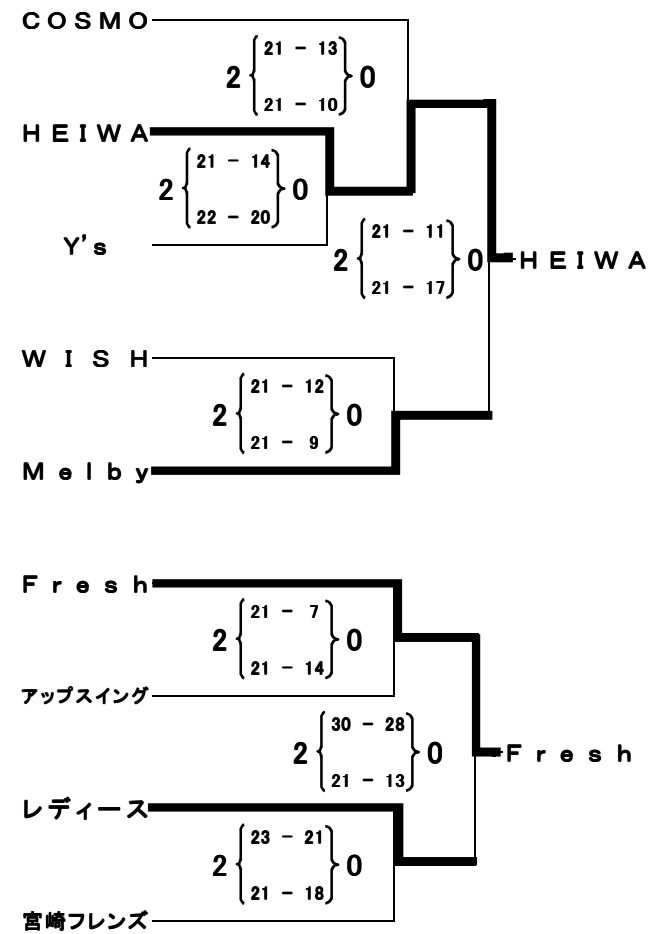 ＣＯＳＭＯ
21 － 13
2 0
21 － 10
ＨＥＩＷＡ
21 － 14
2 0
22 － 20
Y's
21 － 11
2 0 ＨＥＩＷＡ
21 － 17
ＷＩＳＨ
21 － 12
2 0
21 － 9
Ｍｅｌｂｙ
Ｆｒｅｓｈ
21 － 7
2 0
21 － 14
アップスイング
30 － 28
2 0 Ｆｒｅｓｈ
21 － 13
レディース
23 － 21
2 0
21 － 18
宮崎フレンズ